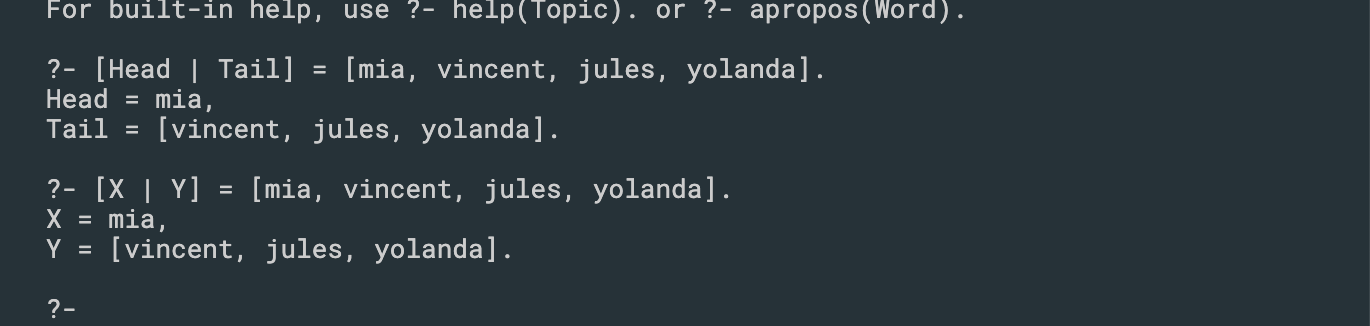 For built-in help, use ?- help(Topic). or ?- apropos(Word).
?- [Head | Tail] = [mia, vincent, jules, yolanda].
Head = mia,
Tail = [vincent, jules, yolanda].
?- [X | Y] = [mia, vincent, jules, yolanda].
X = mia,
Y = [vincent, jules, yolanda].
?-